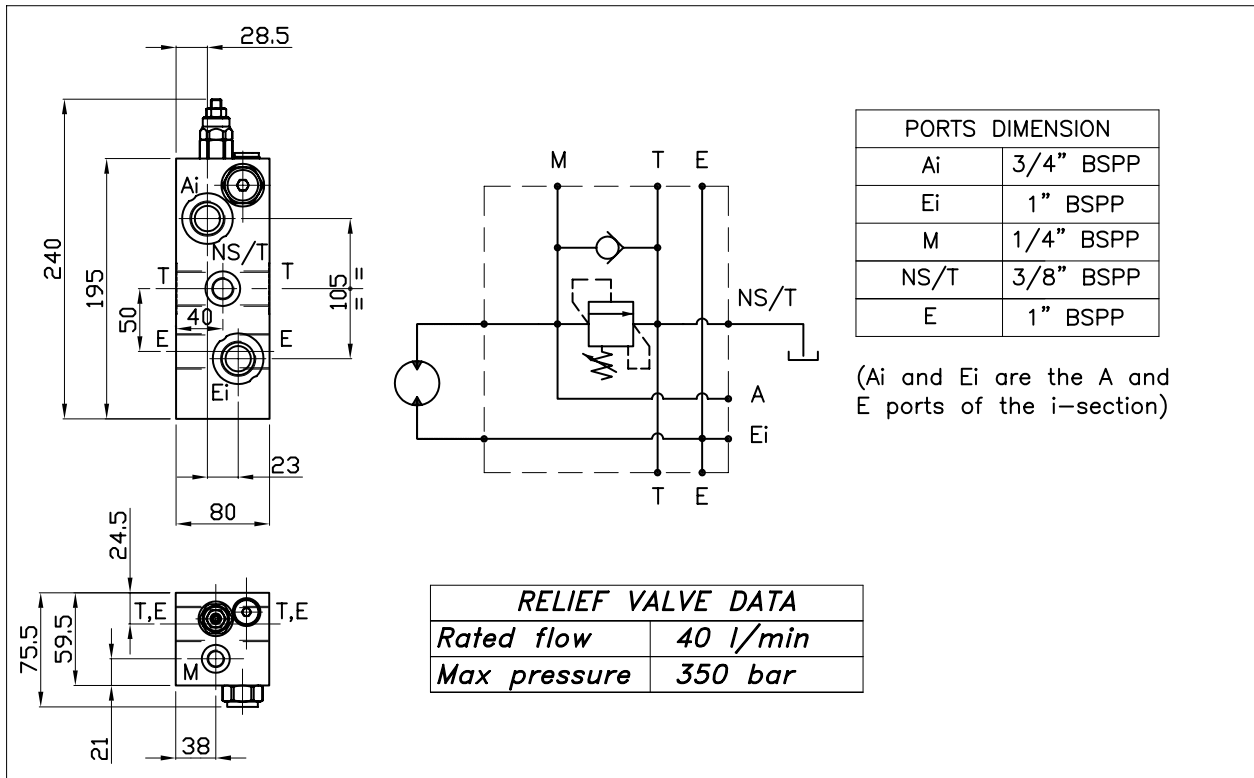 28.5
240
195
Ai
NS/T
T
T
50
40
105
=
=
E
E
Ei
23
80
M
T
E
NS/T
A
Ei
T
E
PORTS DIMENSION
Ai 3/4" BSPP
Ei 1" BSPP
M 1/4" BSPP
NS/T 3/8" BSPP
E 1" BSPP
(Ai and Ei are the A and
E ports of the i-section)
24.5
75.5
59.5
T,E
T,E
M
21
38
RELIEF VALVE DATA
Rated flow 40 l/min
Max pressure 350 bar